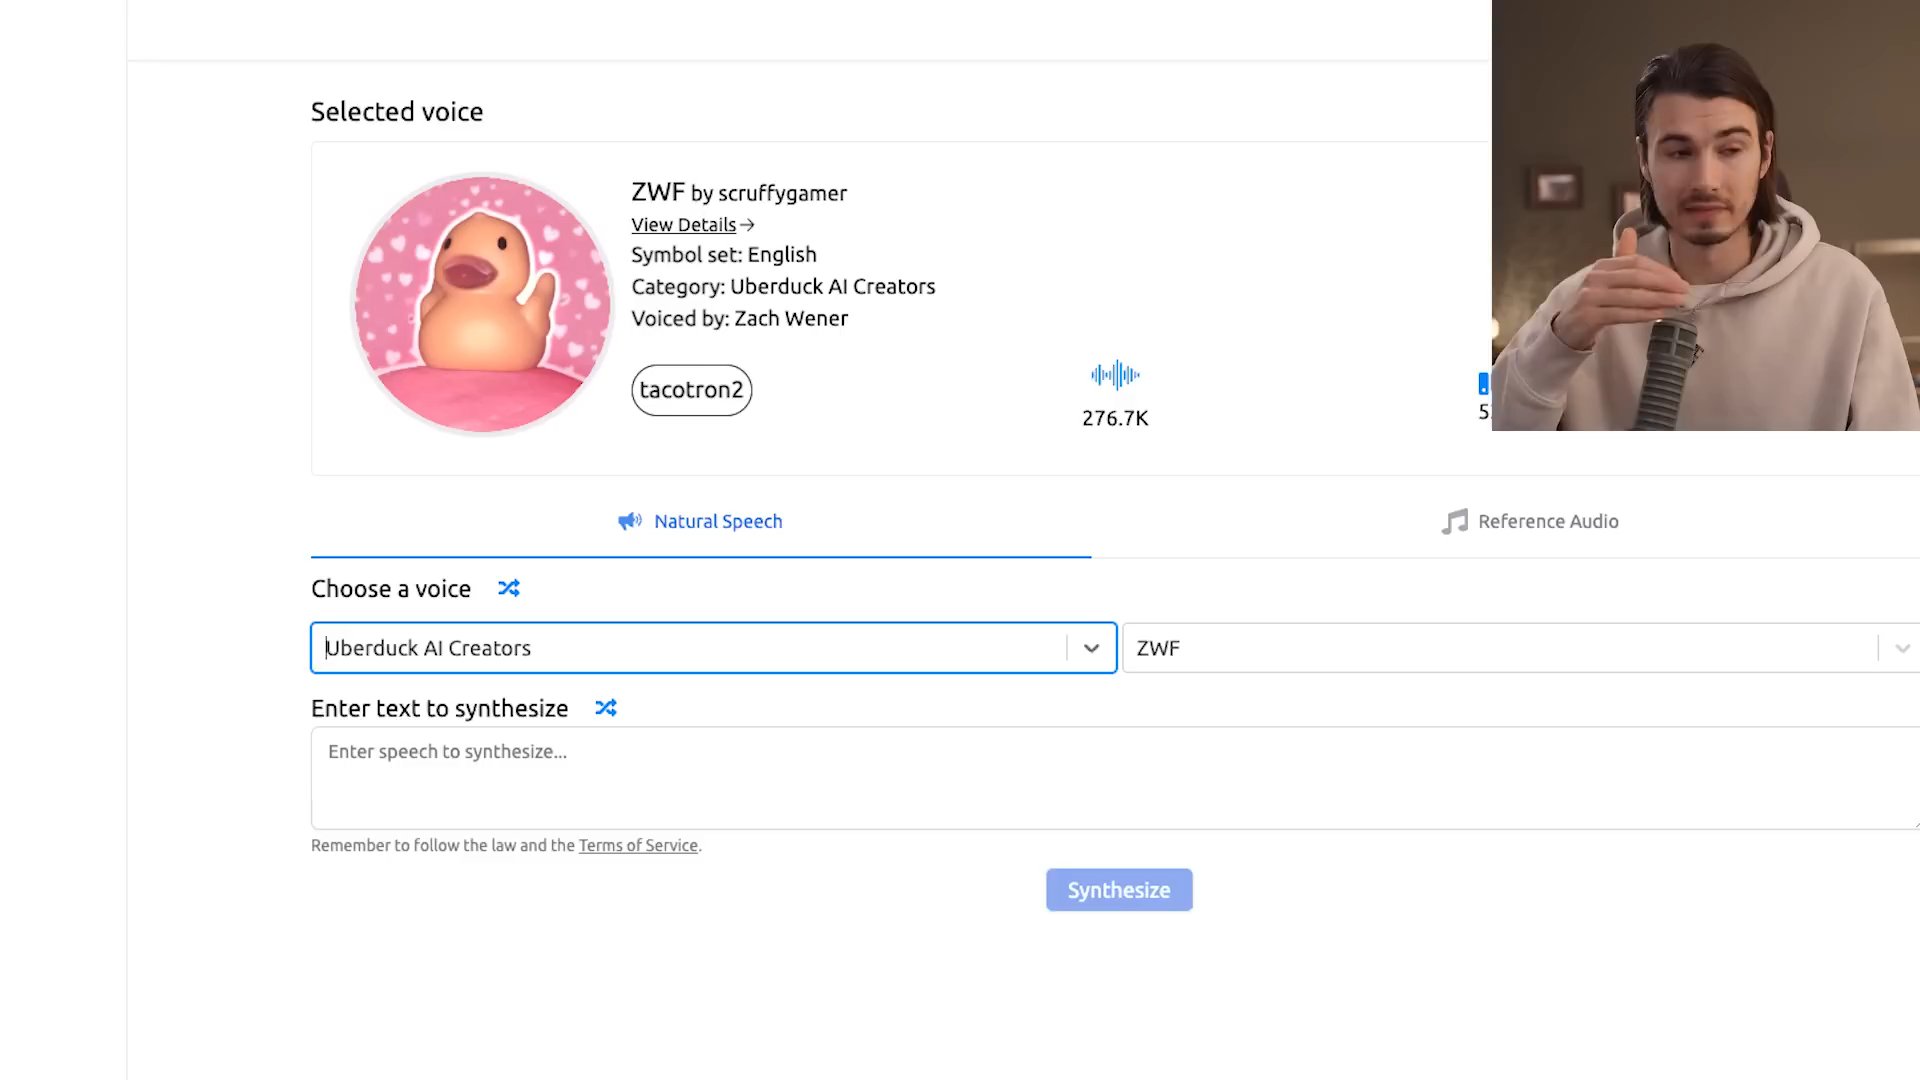 Selected voice
ZWF by scruffygamer
View Details→
Symbol set: English
Category: Uberduck AI Creators
Voiced by: Zach Wener
tacotron2
276.7K
Natural Speech
Reference Audio
Choose a voice
Uberduck AI Creators
ZWF
Enter text to synthesize
Enter speech to synthesize...
Remember to follow the law and the Terms of Service.
Synthesize